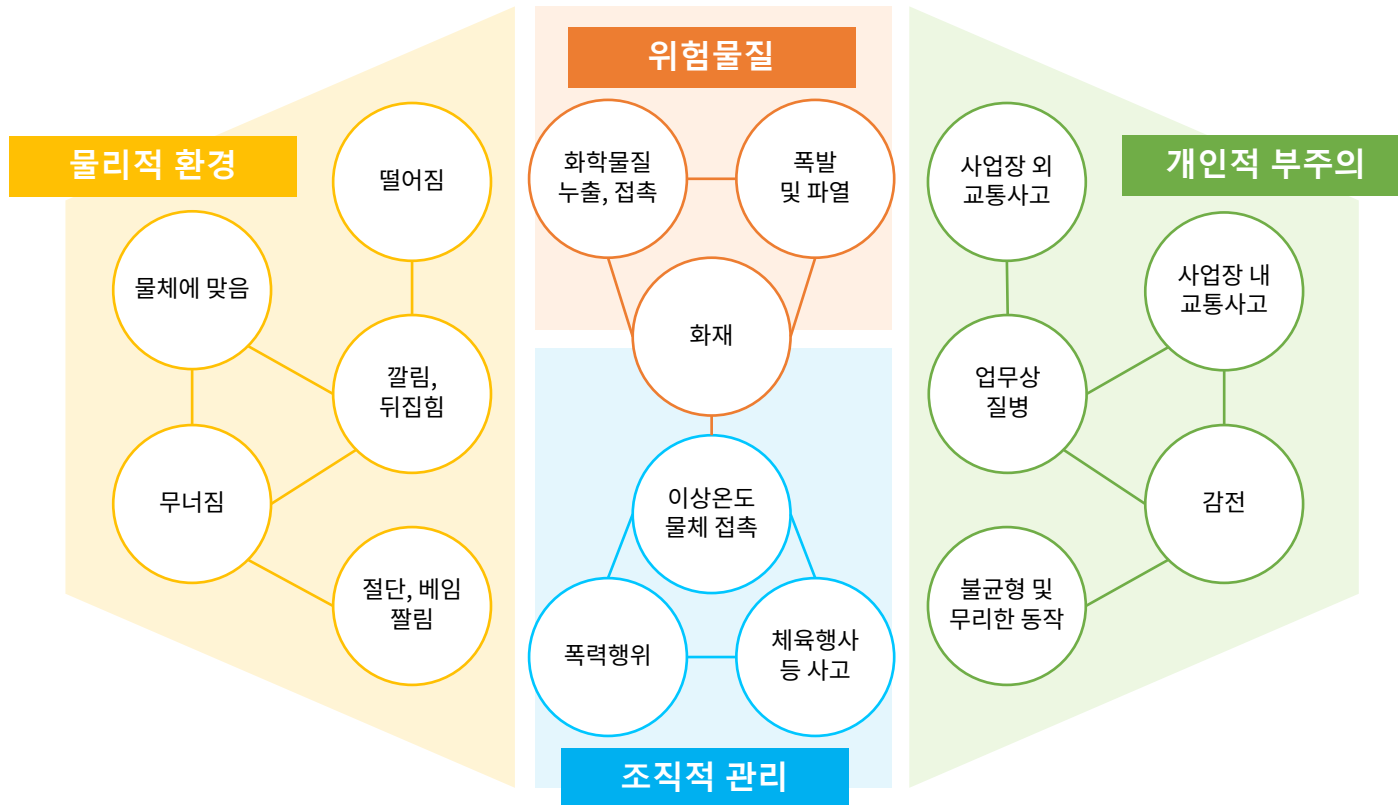 물리적 환경
떨어짐
물체에 맞음
깔림,
뒤집힘
무너짐
절단, 베임
짤림
위험물질
화학물질
누출, 접촉
폭발
및 파열
화재
이상온도
물체 접촉
폭력행위
체육행사
등 사고
조직적 관리
개인적 부주의
사업장 외
교통사고
사업장 내
교통사고
업무상
질병
감전
불균형 및
무리한 동작